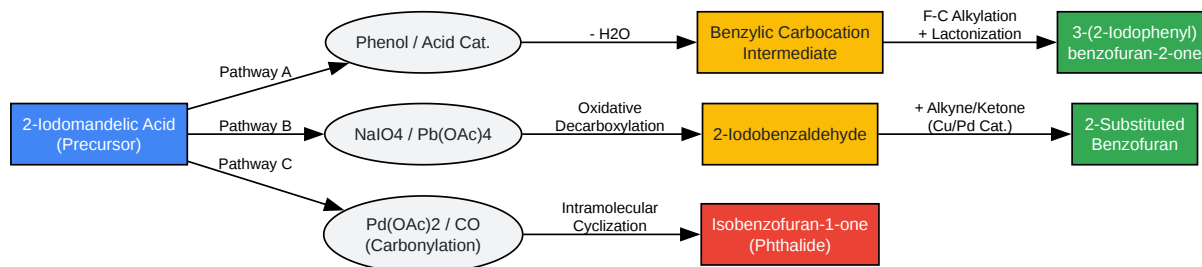 Pathway A
Phenol / Acid Cat.
- H2O
Benzylic Carbocation
Intermediate
F-C Alkylation
+ Lactonization
3-(2-Iodophenyl)
benzofuran-2-one
2-Iodomandelic Acid
(Precursor)
Pathway B
NaIO4 / Pb(OAc)4
Oxidative
Decarboxylation
2-Iodobenzaldehyde
+ Alkyne/Ketone
(Cu/Pd Cat.)
2-Substituted
Benzofuran
Pathway C
Pd(OAc)2 / CO
(Carbonylation)
Intramolecular
Cyclization
Isobenzofuran-1-one
(Phthalide)